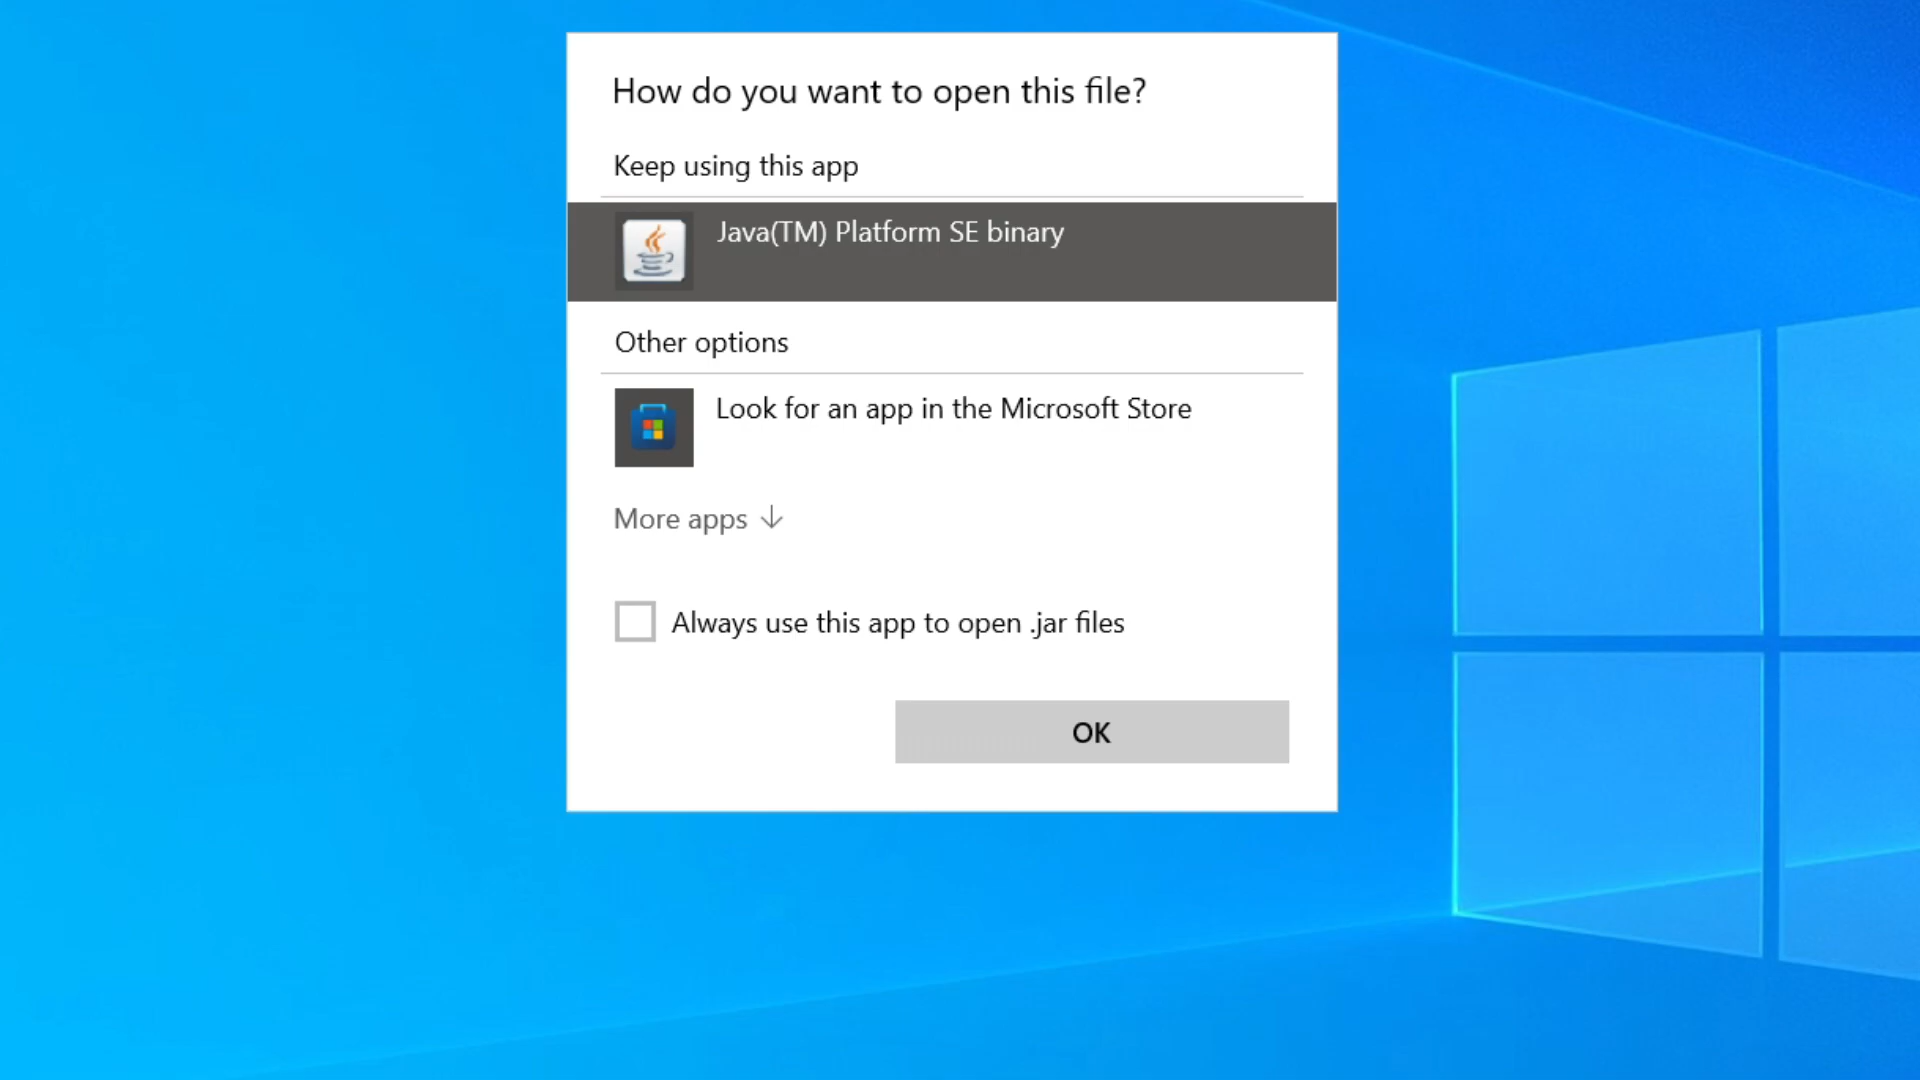 How do you want to open this file?
Keep using this app
Java(TM) Platform SE binary
Other options
Look for an app in the Microsoft Store
More apps ↓
Always use this app to open .jar files
OK